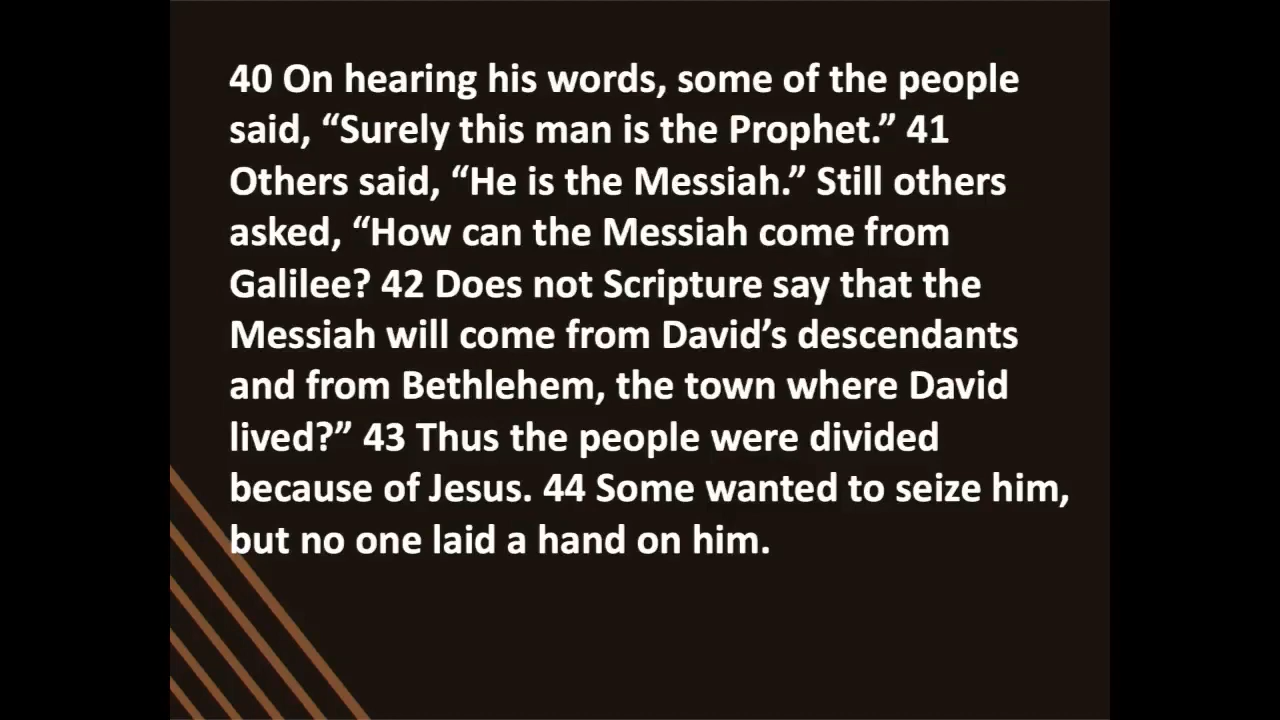 40 On hearing his words, some of the people
said, “Surely this man is the Prophet.” 41
Others said, “He is the Messiah.” Still others
asked, “How can the Messiah come from
Galilee? 42 Does not Scripture say that the
Messiah will come from David’s descendants
and from Bethlehem, the town where David
lived?” 43 Thus the people were divided
because of Jesus. 44 Some wanted to seize him,
but no one laid a hand on him.